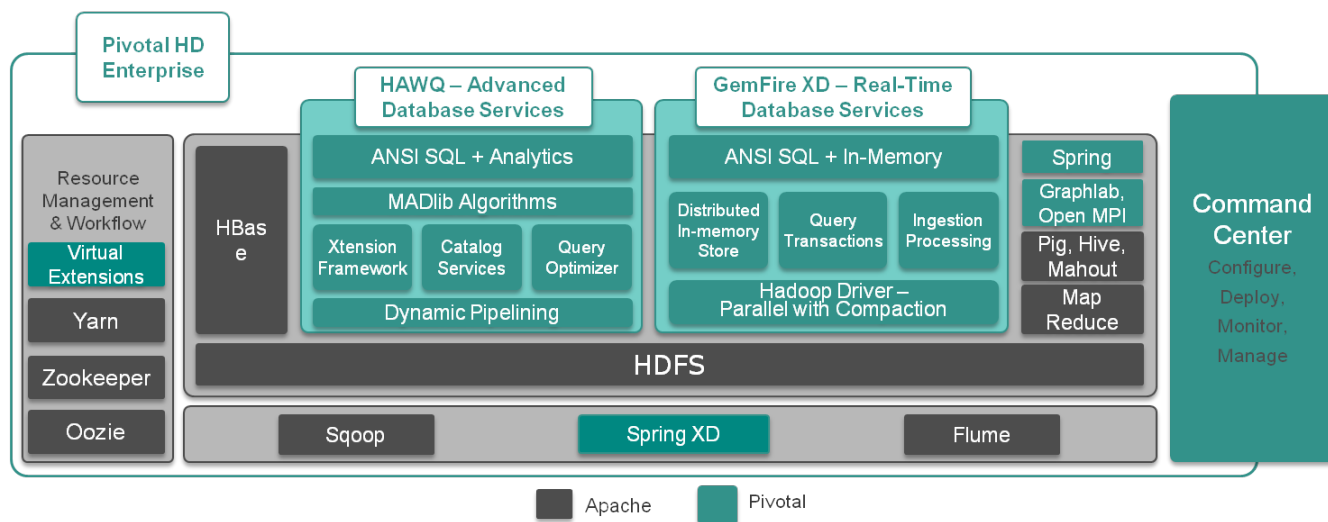 Pivotal HD
Enterprise
HAWQ – Advanced
Database Services
GemFire XD – Real-Time
Database Services
Resource
Management
& Workflow
Virtual
Extensions
Yarn
Zookeeper
Oozie
HBas
e
ANSI SQL + Analytics
MADlib Algorithms
Xtension
Framework
Catalog
Services
Query
Optimizer
Dynamic Pipelining
ANSI SQL + In-Memory
Distributed
In-memory
Store
Query
Transactions
Ingestion
Processing
Hadoop Driver –
Parallel with Compaction
Spring
Graphlab,
Open MPI
Pig, Hive,
Mahout
Map
Reduce
HDFS
Sqoop
Spring XD
Flume
Command
Center
Configure,
Deploy,
Monitor,
Manage
Apache
Pivotal